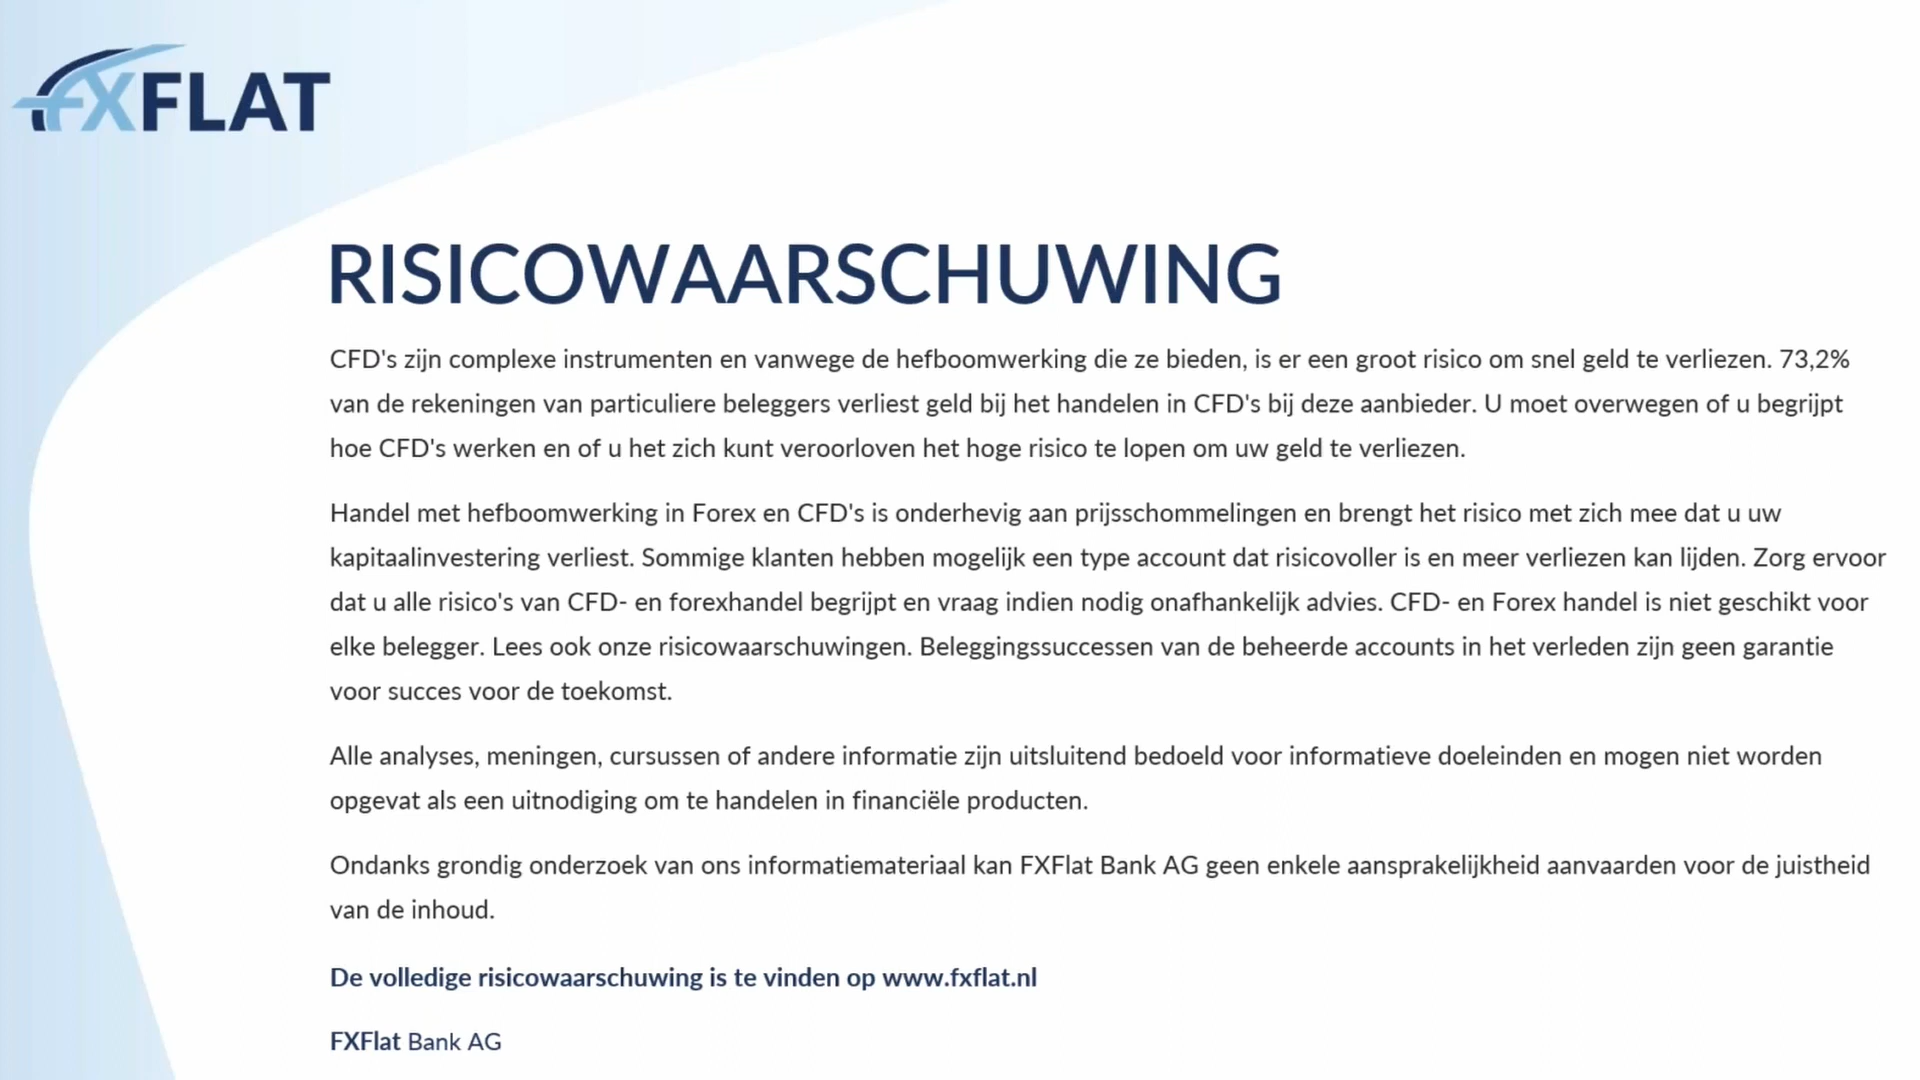 fxFLAT
RISICOWAARSCHUWING
CFD's zijn complexe instrumenten en vanwege de hefboomwerking die ze bieden, is er een groot risico om snel geld te verliezen. 73,2%
van de rekeningen van particuliere beleggers verliest geld bij het handelen in CFD's bij deze aanbieder. U moet overwegen of u begrijpt
hoe CFD's werken en of u het zich kunt veroorloven het hoge risico te lopen om uw geld te verliezen.
Handel met hefboomwerking in Forex en CFD's is onderhevig aan prijsschommelingen en brengt het risico met zich mee dat u uw
kapitaalinvestering verliest. Sommige klanten hebben mogelijk een type account dat risicovoller is en meer verliezen kan lijden. Zorg ervoor
dat u alle risico's van CFD- en forexhandel begrijpt en vraag indien nodig onafhankelijk advies. CFD- en Forex handel is niet geschikt voor
elke belegger. Lees ook onze risicowaarschuwingen. Beleggingssuccessen van de beheerde accounts in het verleden zijn geen garantie
voor succes voor de toekomst.
Alle analyses, meningen, cursussen of andere informatie zijn uitsluitend bedoeld voor informatieve doeleinden en mogen niet worden
opgevat als een uitnodiging om te handelen in financiële producten.
Ondanks grondig onderzoek van ons informatiemateriaal kan FXFlat Bank AG geen enkele aansprakelijkheid aanvaarden voor de juistheid
van de inhoud.
De volledige risicowaarschuwing is te vinden op www.fxflat.nl
FXFlat Bank AG